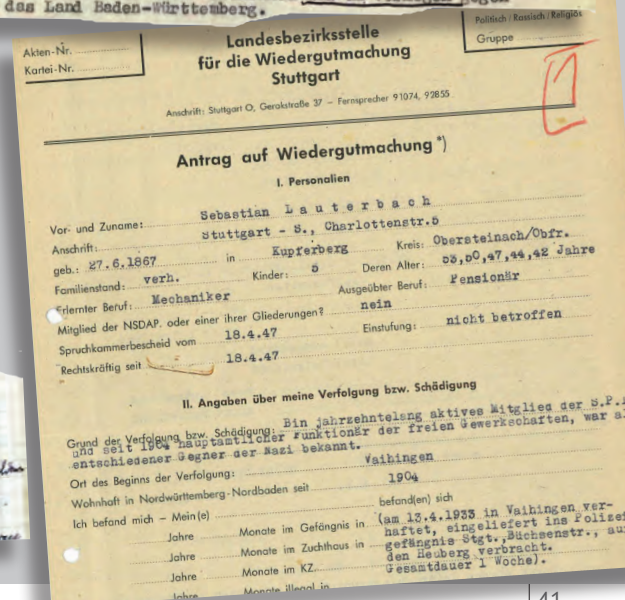 das Land Baden-Württemberg.
Akten-Nr.
Kartei-Nr.
Landesbezirksstelle
für die Wiedergutmachung
Stuttgart
Politisch / Rassisch / Religiös
Gruppe
Anschrift: Stuttgart O, Gerokstraße 37 – Fernsprecher 91074, 92855
Antrag auf Wiedergutmachung *)
I. Personalien
Vor- und Zuname: Sebastian L a u t e r b a c h
Anschrift: Stuttgart - S., Charlottenstr.5
geb.: 27.6.1867 in Kupferberg Kreis: Obersteinach/Obfr.
Familienstand: verh. Kinder: 5 Deren Alter: 53,50,47,44,42 Jahre
Erlernter Beruf: Mechaniker Ausgeübter Beruf: Pensionär
Mitglied der NSDAP. oder einer ihrer Gliederungen? nein
Spruchkammerbescheid vom 18.4.47 Einstufung: nicht betroffen
Rechtskräftig seit 18.4.47
II. Angaben über meine Verfolgung bzw. Schädigung
Grund der Verfolgung bzw. Schädigung: Bin jahrzehntelang aktives Mitglied der S.P.
und seit 1904 hauptamtlicher Funktionär der freien Gewerkschaften, war
entschiedener Gegner der Nazi bekannt.
Ort des Beginns der Verfolgung: Vaihingen
Wohnhaft in Nordwürttemberg-Nordbaden seit 1904
Ich befand mich – Mein(e) befand(en) sich
Jahre Monate im Gefängnis in (am 13.4.1933 in Vaihingen ver-
Jahre Monate im Zuchthaus in haftet, eingeliefert ins Polizei
Jahre Monate im KZ. gefängnis Stgt., Büchsenstr., au
den Heuberg verbracht.
Jahre Monate illegal in Gesamtdauer 1 Woche).
41